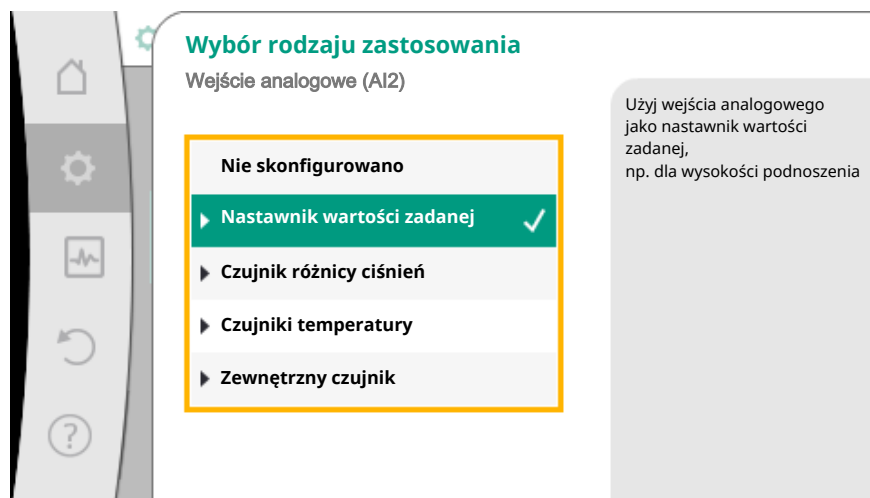 Wybór rodzaju zastosowania
Wejście analogowe (AI2)
Nie skonfigurowano
Nastawnik wartości zadanej
Czujnik różnicy ciśnień
Czujniki temperatury
Zewnętrzny czujnik
Użyj wejścia analogowego
jako nastawnik wartości
zadanej,
np. dla wysokości podnoszenia
?